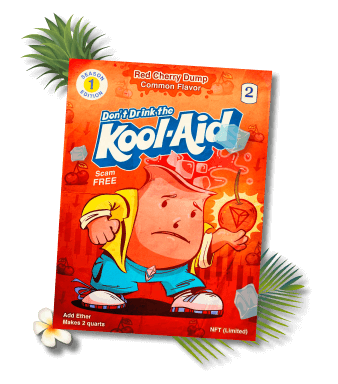 Red Cherry Dump
Common Flavor
SEASON
1
EDITION
2
Don't Drink the
Kool-Aid
Scam
FREE
Add Ether
Makes 2 quarts
NFT (Limited)